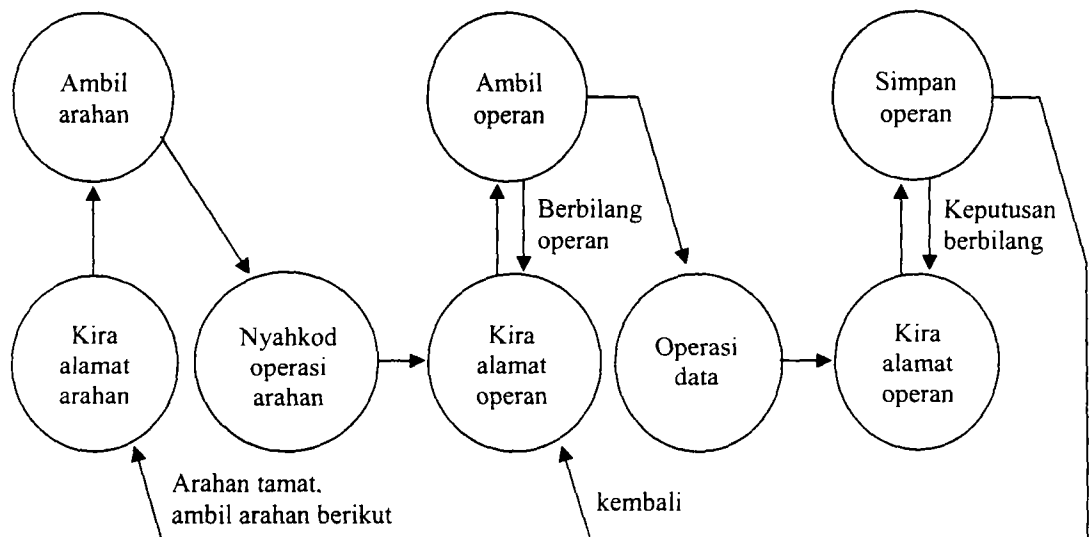 Ambil
arahan
Ambil
operan
Simpan
operan
Berbilang
operan
Keputusan
berbilang
Kira
alamat
arahan
Nyahkod
operasi
arahan
Kira
alamat
operan
Operasi
data
Kira
alamat
operan
Arahan tamat.
ambil arahan berikut
kembali